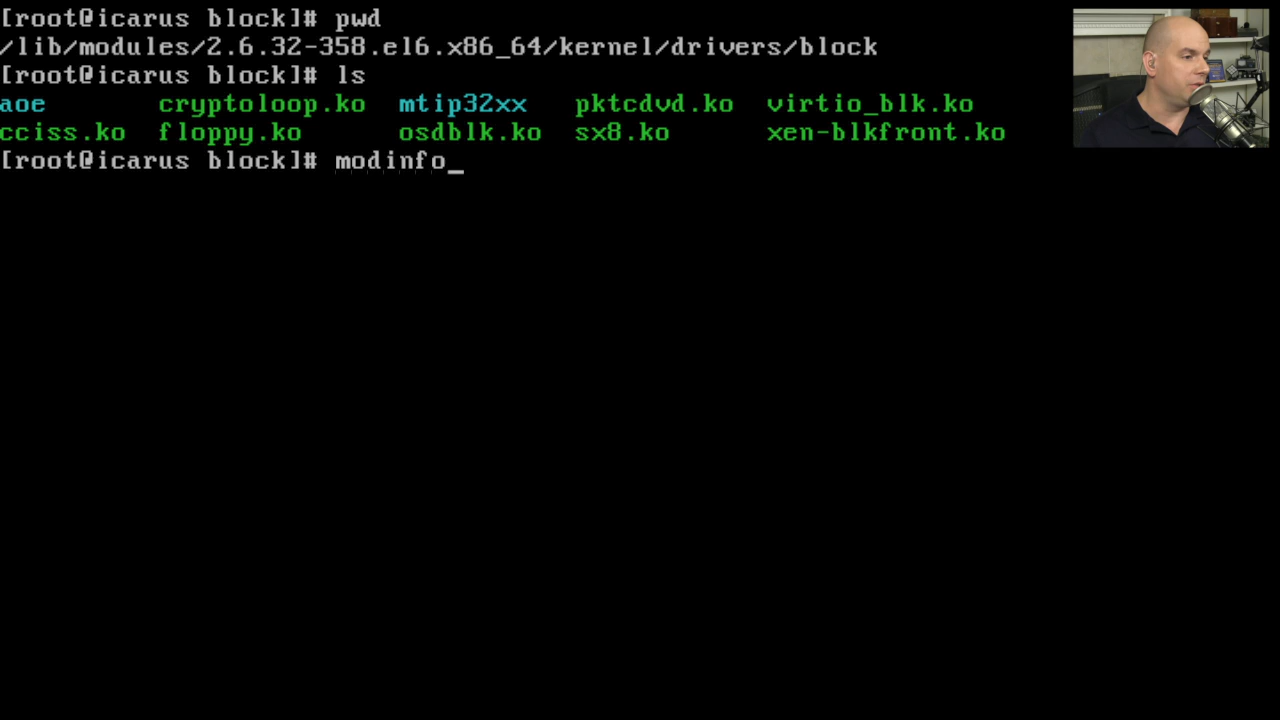 [root@icarus block]# pwd
/lib/modules/2.6.32-358.el6.x86_64/kernel/drivers/block
[root@icarus block]# ls
aoe cryptoloop.ko mtip32xx pktcdvd.ko virtio_blk.ko
cciss.ko floppy.ko osdblk.ko sx8.ko xen-blkfront.ko
[root@icarus block]# modinfo_